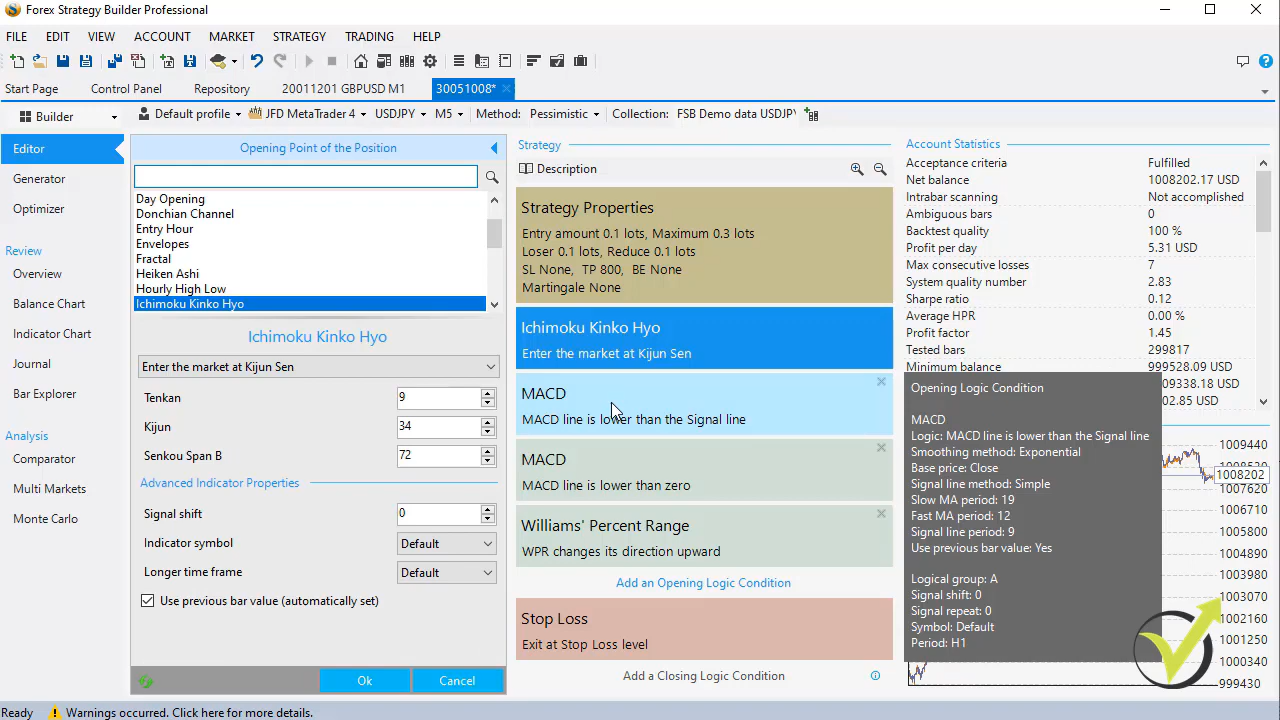 Forex Strategy Builder Professional
FILE EDIT VIEW ACCOUNT MARKET STRATEGY TRADING HELP
Start Page Control Panel Repository 20011201 GBPUSD M1 30051008*
Builder Default profile JFD MetaTrader 4 USDJPY M5 Method: Pessimistic Collection: FSB Demo data USDJPY
Editor
Generator
Optimizer
Review
Overview
Balance Chart
Indicator Chart
Journal
Bar Explorer
Analysis
Comparator
Multi Markets
Monte Carlo
Opening Point of the Position
Day Opening
Donchian Channel
Entry Hour
Envelopes
Fractal
Heiken Ashi
Hourly High Low
Ichimoku Kinko Hyo
Ichimoku Kinko Hyo
Enter the market at Kijun Sen
Tenkan 9
Kijun 34
Senkou Span B 72
Advanced Indicator Properties
Signal shift 0
Indicator symbol Default
Longer time frame Default
Use previous bar value (automatically set)
Ok Cancel
Strategy
Description
Strategy Properties
Entry amount 0.1 lots, Maximum 0.3 lots
Loser 0.1 lots, Reduce 0.1 lots
SL None, TP 800, BE None
Martingale None
Ichimoku Kinko Hyo
Enter the market at Kijun Sen
MACD
MACD line is lower than the Signal line
MACD
MACD line is lower than zero
Williams' Percent Range
WPR changes its direction upward
Add an Opening Logic Condition
Stop Loss
Exit at Stop Loss level
Add a Closing Logic Condition
Account Statistics
Acceptance criteria Fulfilled
Net balance 1008202.17 USD
Intrabar scanning Not accomplished
Ambiguous bars 0
Backtest quality 100 %
Profit per day 5.31 USD
Max consecutive losses 7
System quality number 2.83
Sharpe ratio 0.12
Average HPR 0.00 %
Profit factor 1.45
Tested bars 299817
Minimum balance 999528.09 USD
009338.18 USD
02.85 USD
Opening Logic Condition
MACD
Logic: MACD line is lower than the Signal line
Smoothing method: Exponential
Base price: Close
Signal line method: Simple
Slow MA period: 19
Fast MA period: 12
Signal line period: 9
Use previous bar value: Yes
Logical group: A
Signal shift: 0
Signal repeat: 0
Symbol: Default
Period: H1
1009440
1008202
1007620
1006710
1005800
1004890
1003980
1003070
1002160
1001250
1000340
999430
Ready Warnings occurred. Click here for more details.